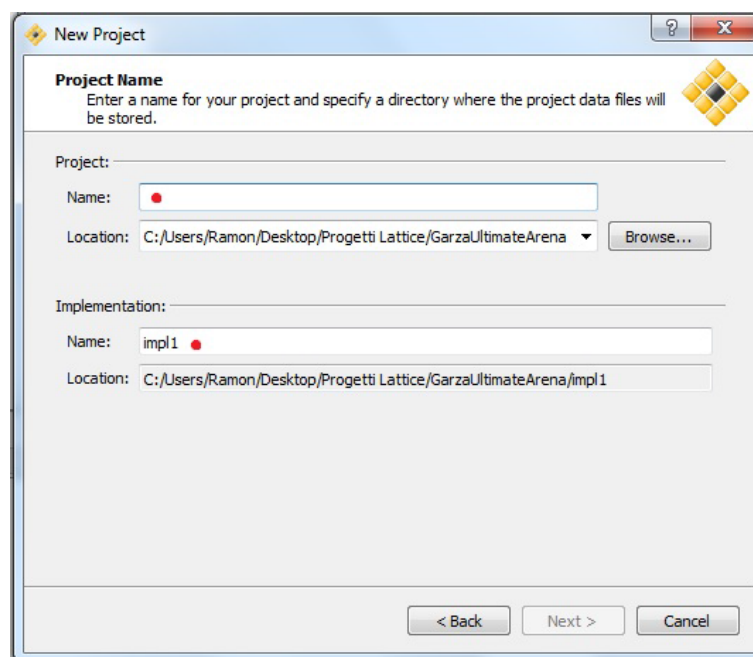 New Project
Project Name
Enter a name for your project and specify a directory where the project data files will
be stored.
Project:
Name:
Location: C:/Users/Ramon/Desktop/Progetti Lattice/GarzaUltimateArena Browse...
Implementation:
Name: impl1
Location: C:/Users/Ramon/Desktop/Progetti Lattice/GarzaUltimateArena/impl1
< Back Next > Cancel